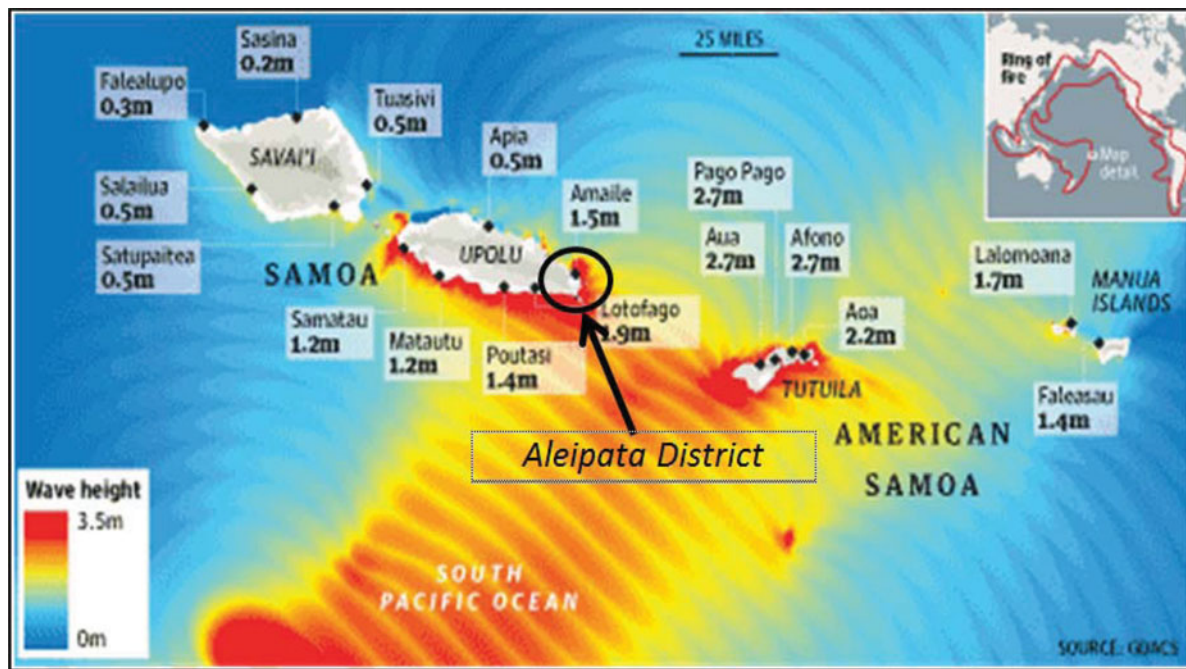 25 MILES
Ring of
fire
Map
detail
Sasina
0.2m
Falealupo
0.3m
Tuasivi
0.5m
SAVAI'I
Apia
0.5m
Salailua
0.5m
Amaile
1.5m
Pago Pago
2.7m
Satupaitea
0.5m
SAMOA
UPOLU
Aua
2.7m
Afono
2.7m
Lalomoana
1.7m
MANUA
ISLANDS
Samatau
1.2m
Matautu
1.2m
Poutasi
1.4m
Lotofago
1.9m
Aoa
2.2m
TUTUILA
Faleasau
1.4m
AMERICAN
SAMOA
Aleipata District
Wave height
3.5m
0m
SOUTH
PACIFIC OCEAN
SOURCE: GDACS